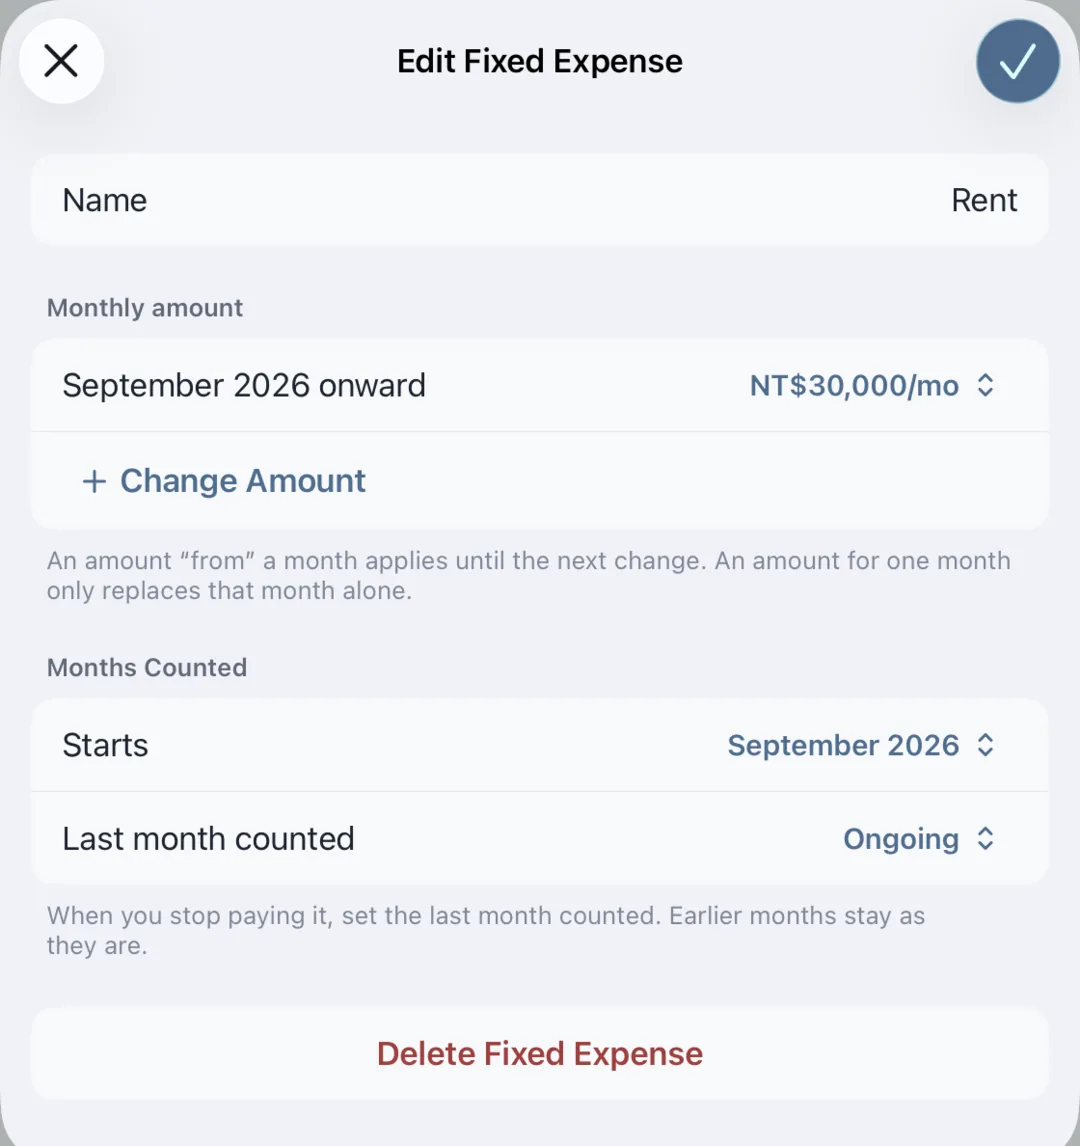 Edit Fixed Expense
Name Rent
Monthly amount
September 2026 onward NT$30,000/mo
+ Change Amount
An amount “from” a month applies until the next change. An amount for one month
only replaces that month alone.
Months Counted
Starts September 2026
Last month counted Ongoing
When you stop paying it, set the last month counted. Earlier months stay as
they are.
Delete Fixed Expense